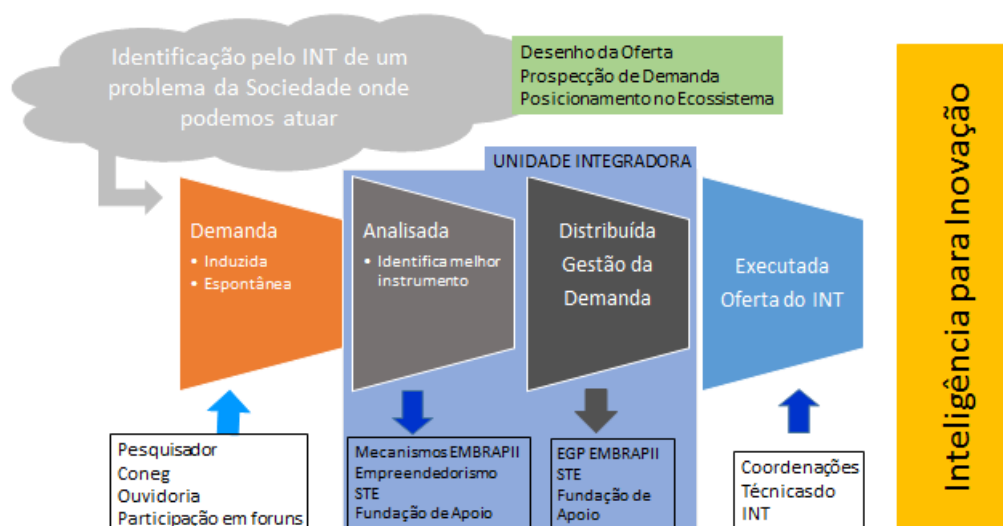 Identificação pelo INT de um
problema da Sociedade onde
podemos atuar
Desenho da Oferta
Prospecção de Demanda
Posicionamento no Ecossistema
UNIDADE INTEGRADORA
Demanda
• Induzida
• Espontânea
Analisada
• Identifica melhor
instrumento
Distribuída
Gestão da
Demanda
Executada
Oferta do INT
Pesquisador
Coneg
Ouvidoria
Participação em foruns
Mecanismos EMBRAPII
Empreendedorismo
STE
Fundação de Apoio
EGP EMBRAPII
STE
Fundação de
Apoio
Coordenações
Técnicasdo
INT
Inteligência para Inovação